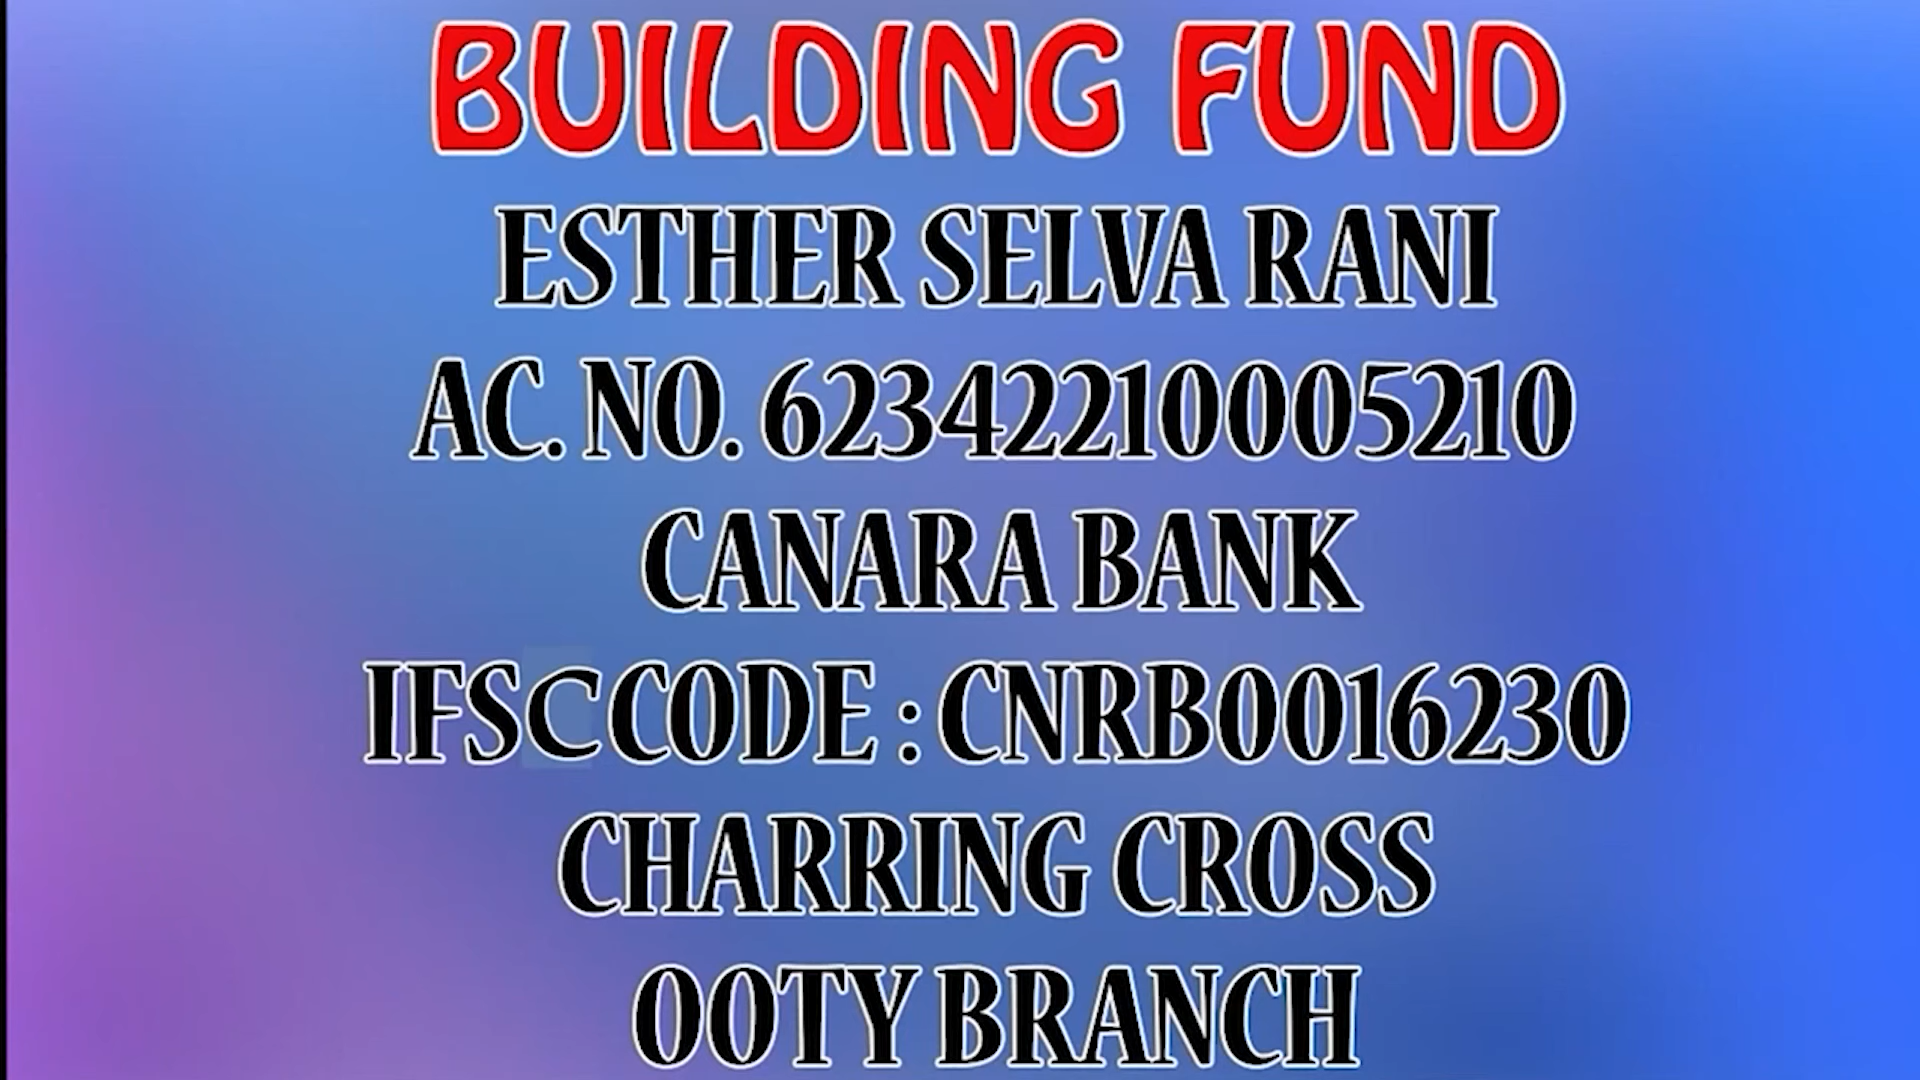 BUILDING FUND
ESTHER SELVA RANI
AC. NO. 62342210005210
CANARA BANK
IFSC CODE : CNRB0016230
CHARRING CROSS
OOTY BRANCH